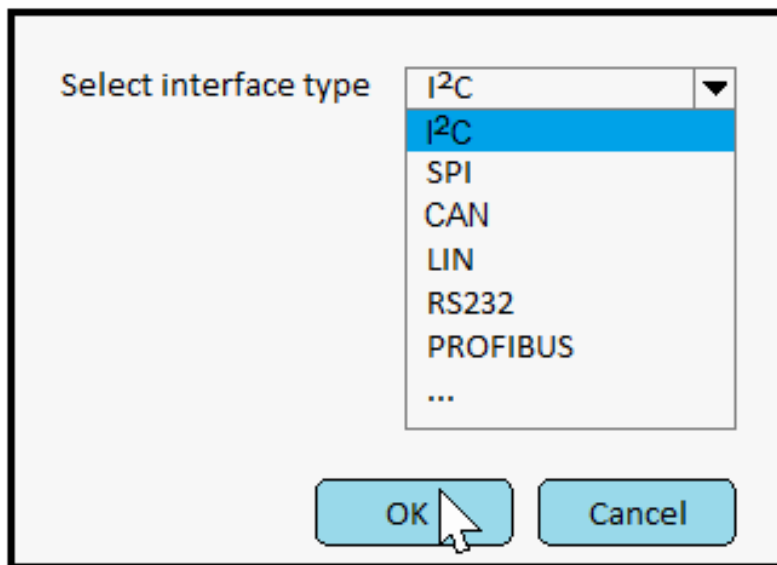 Select interface type I²C
I²C
SPI
CAN
LIN
RS232
PROFIBUS
...
OK Cancel